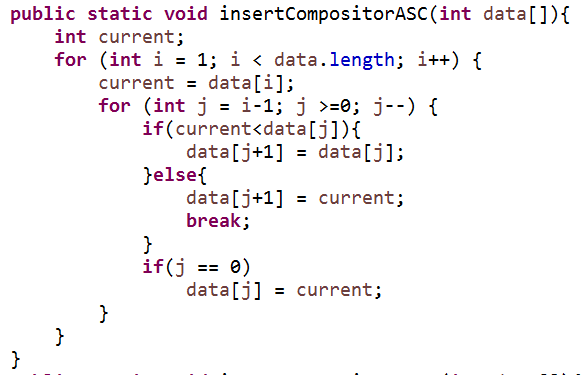 public static void insertCompositorASC(int data[]){
    int current;
    for (int i = 1; i < data.length; i++) {
        current = data[i];
        for (int j = i-1; j >=0; j--) {
            if(current<data[j]){
                data[j+1] = data[j];
            }else{
                data[j+1] = current;
                break;
            }
            if(j == 0)
                data[j] = current;
        }
    }
}